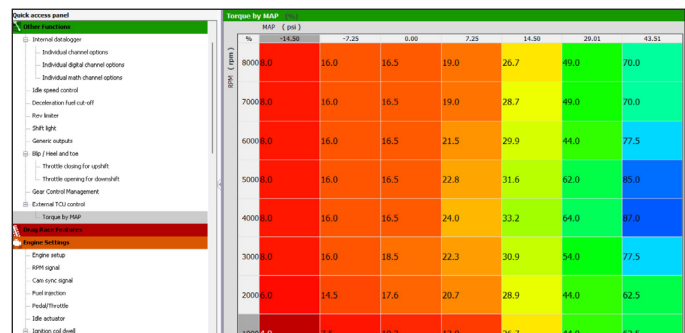 Quick access panel
Other Functions
Internal datalogger
Individual channel options
Individual digital channel options
Individual math channel options
Idle speed control
Deceleration fuel cut-off
Rev limiter
Shift light
Generic outputs
Blip / Heel and toe
Throttle closing for upshift
Throttle opening for downshift
Gear Control Management
External TCU control
Torque by MAP
Drag Race Features
Engine Settings
Engine setup
RPM signal
Cam sync signal
Fuel injection
Pedal/Throttle
Idle actuator
Ignition coil dwell
Torque by MAP (%)
MAP ( psi )
% -14.50 -7.25 0.00 7.25 14.50 29.01 43.51
RPM ( rpm )
8000 8.0 16.0 16.5 19.0 26.7 49.0 70.0
7000 8.0 16.0 16.5 19.0 28.7 49.0 70.0
6000 8.0 16.0 16.5 21.5 29.9 44.0 77.5
5000 8.0 16.0 16.5 22.8 31.6 62.0 85.0
4000 8.0 16.0 16.5 24.0 33.2 64.0 87.0
3000 8.0 16.0 18.5 22.3 30.9 54.0 77.5
2000 6.0 14.5 17.6 20.7 28.9 44.0 62.5